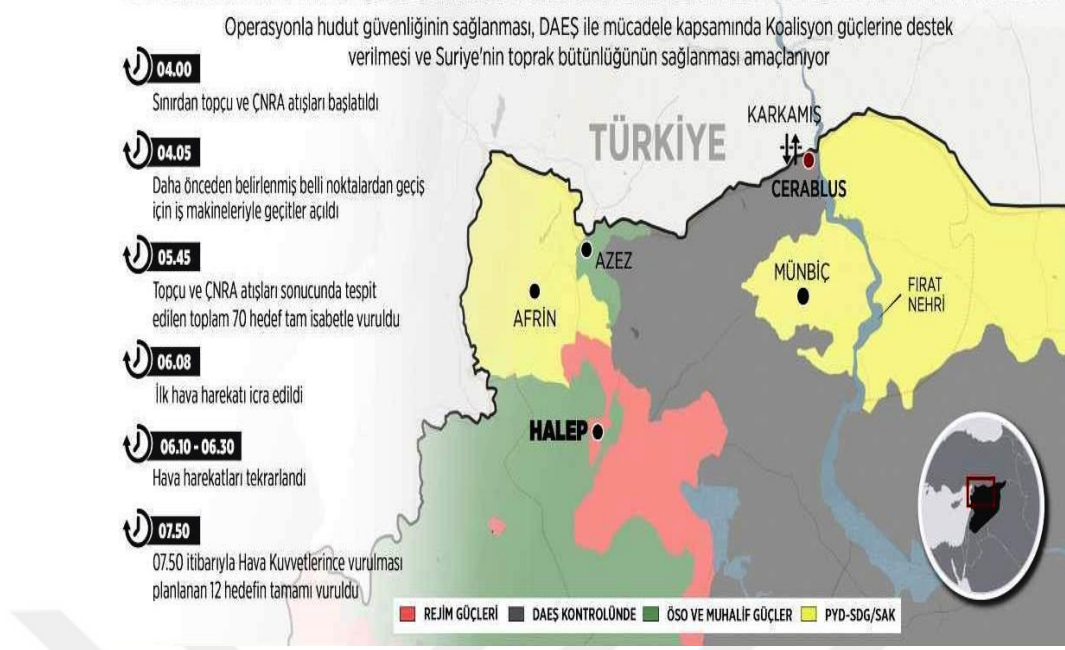 Operasyonla hudut güvenliğinin sağlanması, DAEŞ ile mücadele kapsamında Koalisyon güçlerine destek
verilmesi ve Suriye'nin toprak bütünlüğünün sağlanması amaçlanıyor
04.00
Sınırdan topçu ve ÇNRA atışları başlatıldı
04.05
Daha önceden belirlenmiş belli noktalardan geçiş
için iş makineleriyle geçitler açıldı
05.45
Topçu ve ÇNRA atışları sonucunda tespit
edilen toplam 70 hedef tam isabetle vuruldu
06.08
İlk hava harekatı icra edildi
06.10 - 06.30
Hava harekatları tekrarlandı
07.50
07.50 itibarıyla Hava Kuvvetlerince vurulması
planlanan 12 hedefin tamamı vuruldu
TÜRKİYE
KARKAMIŞ
CERABLUS
AZEZ
AFRİN
MÜNBİÇ
FIRAT
NEHRİ
HALEP
REJİM GÜÇLERİ
DAEŞ KONTROLÜNDE
ÖSO VE MUHALİF GÜÇLER
PYD-SDG/SAK